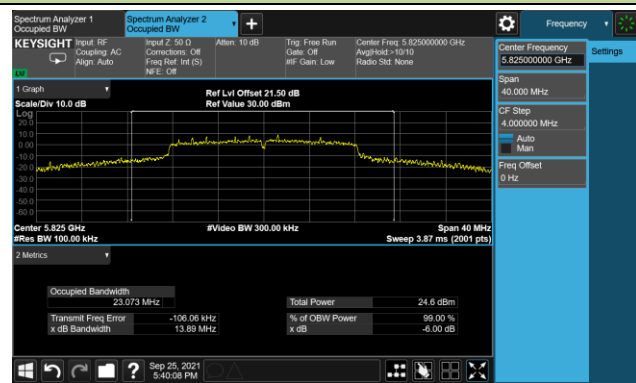 Spectrum Analyzer 1
Occupied BW
Spectrum Analyzer 2
Occupied BW
Frequency
KEYSIGHT
Input: RF
Coupling: AC
Align: Auto
Input Z: 50 Ω
Corrections: Off
Freq Ref: Int (S)
NFE: Off
Atten: 10 dB
Trig: Free Run
Gate: Off
#IF Gain: Low
Center Freq: 5.825000000 GHz
Avg|Hold:>10/10
Radio Std: None
Center Frequency
5.825000000 GHz
Settings
Span
40.000 MHz
CF Step
4.000000 MHz
Auto
Man
Freq Offset
0 Hz
1 Graph
Scale/Div 10.0 dB
Ref Lvl Offset 21.50 dB
Ref Value 30.00 dBm
Log
20.0
10.0
0.00
-10.0
-20.0
-30.0
-40.0
-50.0
-60.0
Center 5.825 GHz
#Res BW 100.00 kHz
#Video BW 300.00 kHz
Span 40 MHz
Sweep 3.87 ms (2001 pts)
2 Metrics
Occupied Bandwidth
23.073 MHz
Total Power
24.6 dBm
Transmit Freq Error
-106.06 kHz
% of OBW Power
99.00 %
x dB Bandwidth
13.89 MHz
x dB
-6.00 dB
Sep 25, 2021
5:40:08 PM